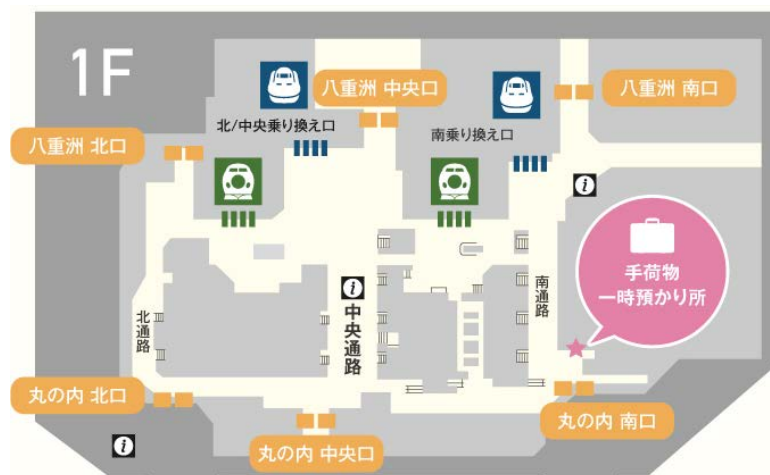 1F
八重洲 中央口
八重洲 南口
北/中央乗り換え口
南乗り換え口
八重洲 北口
i
手荷物
一時預かり所
i
北通路
中央通路
南通路
丸の内 北口
丸の内 南口
i
丸の内 中央口